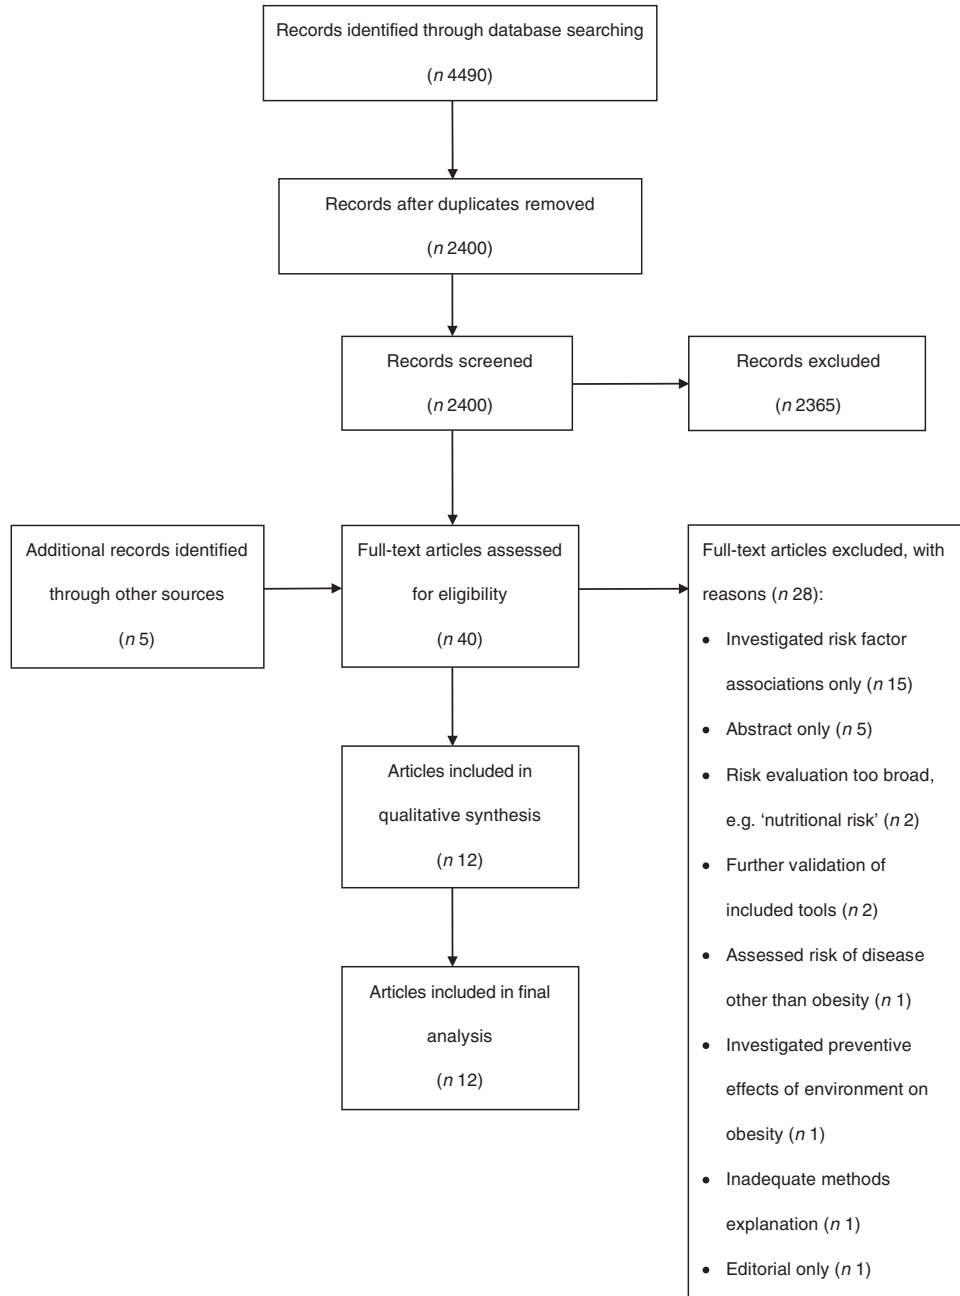 Records identified through database searching
(n 4490)
Records after duplicates removed
(n 2400)
Records screened
(n 2400)
Records excluded
(n 2365)
Additional records identified
through other sources
(n 5)
Full-text articles assessed
for eligibility
(n 40)
Full-text articles excluded, with
reasons (n 28):
• Investigated risk factor
associations only (n 15)
• Abstract only (n 5)
• Risk evaluation too broad,
e.g. ‘nutritional risk’ (n 2)
• Further validation of
included tools (n 2)
• Assessed risk of disease
other than obesity (n 1)
• Investigated preventive
effects of environment on
obesity (n 1)
• Inadequate methods
explanation (n 1)
• Editorial only (n 1)
Articles included in
qualitative synthesis
(n 12)
Articles included in final
analysis
(n 12)